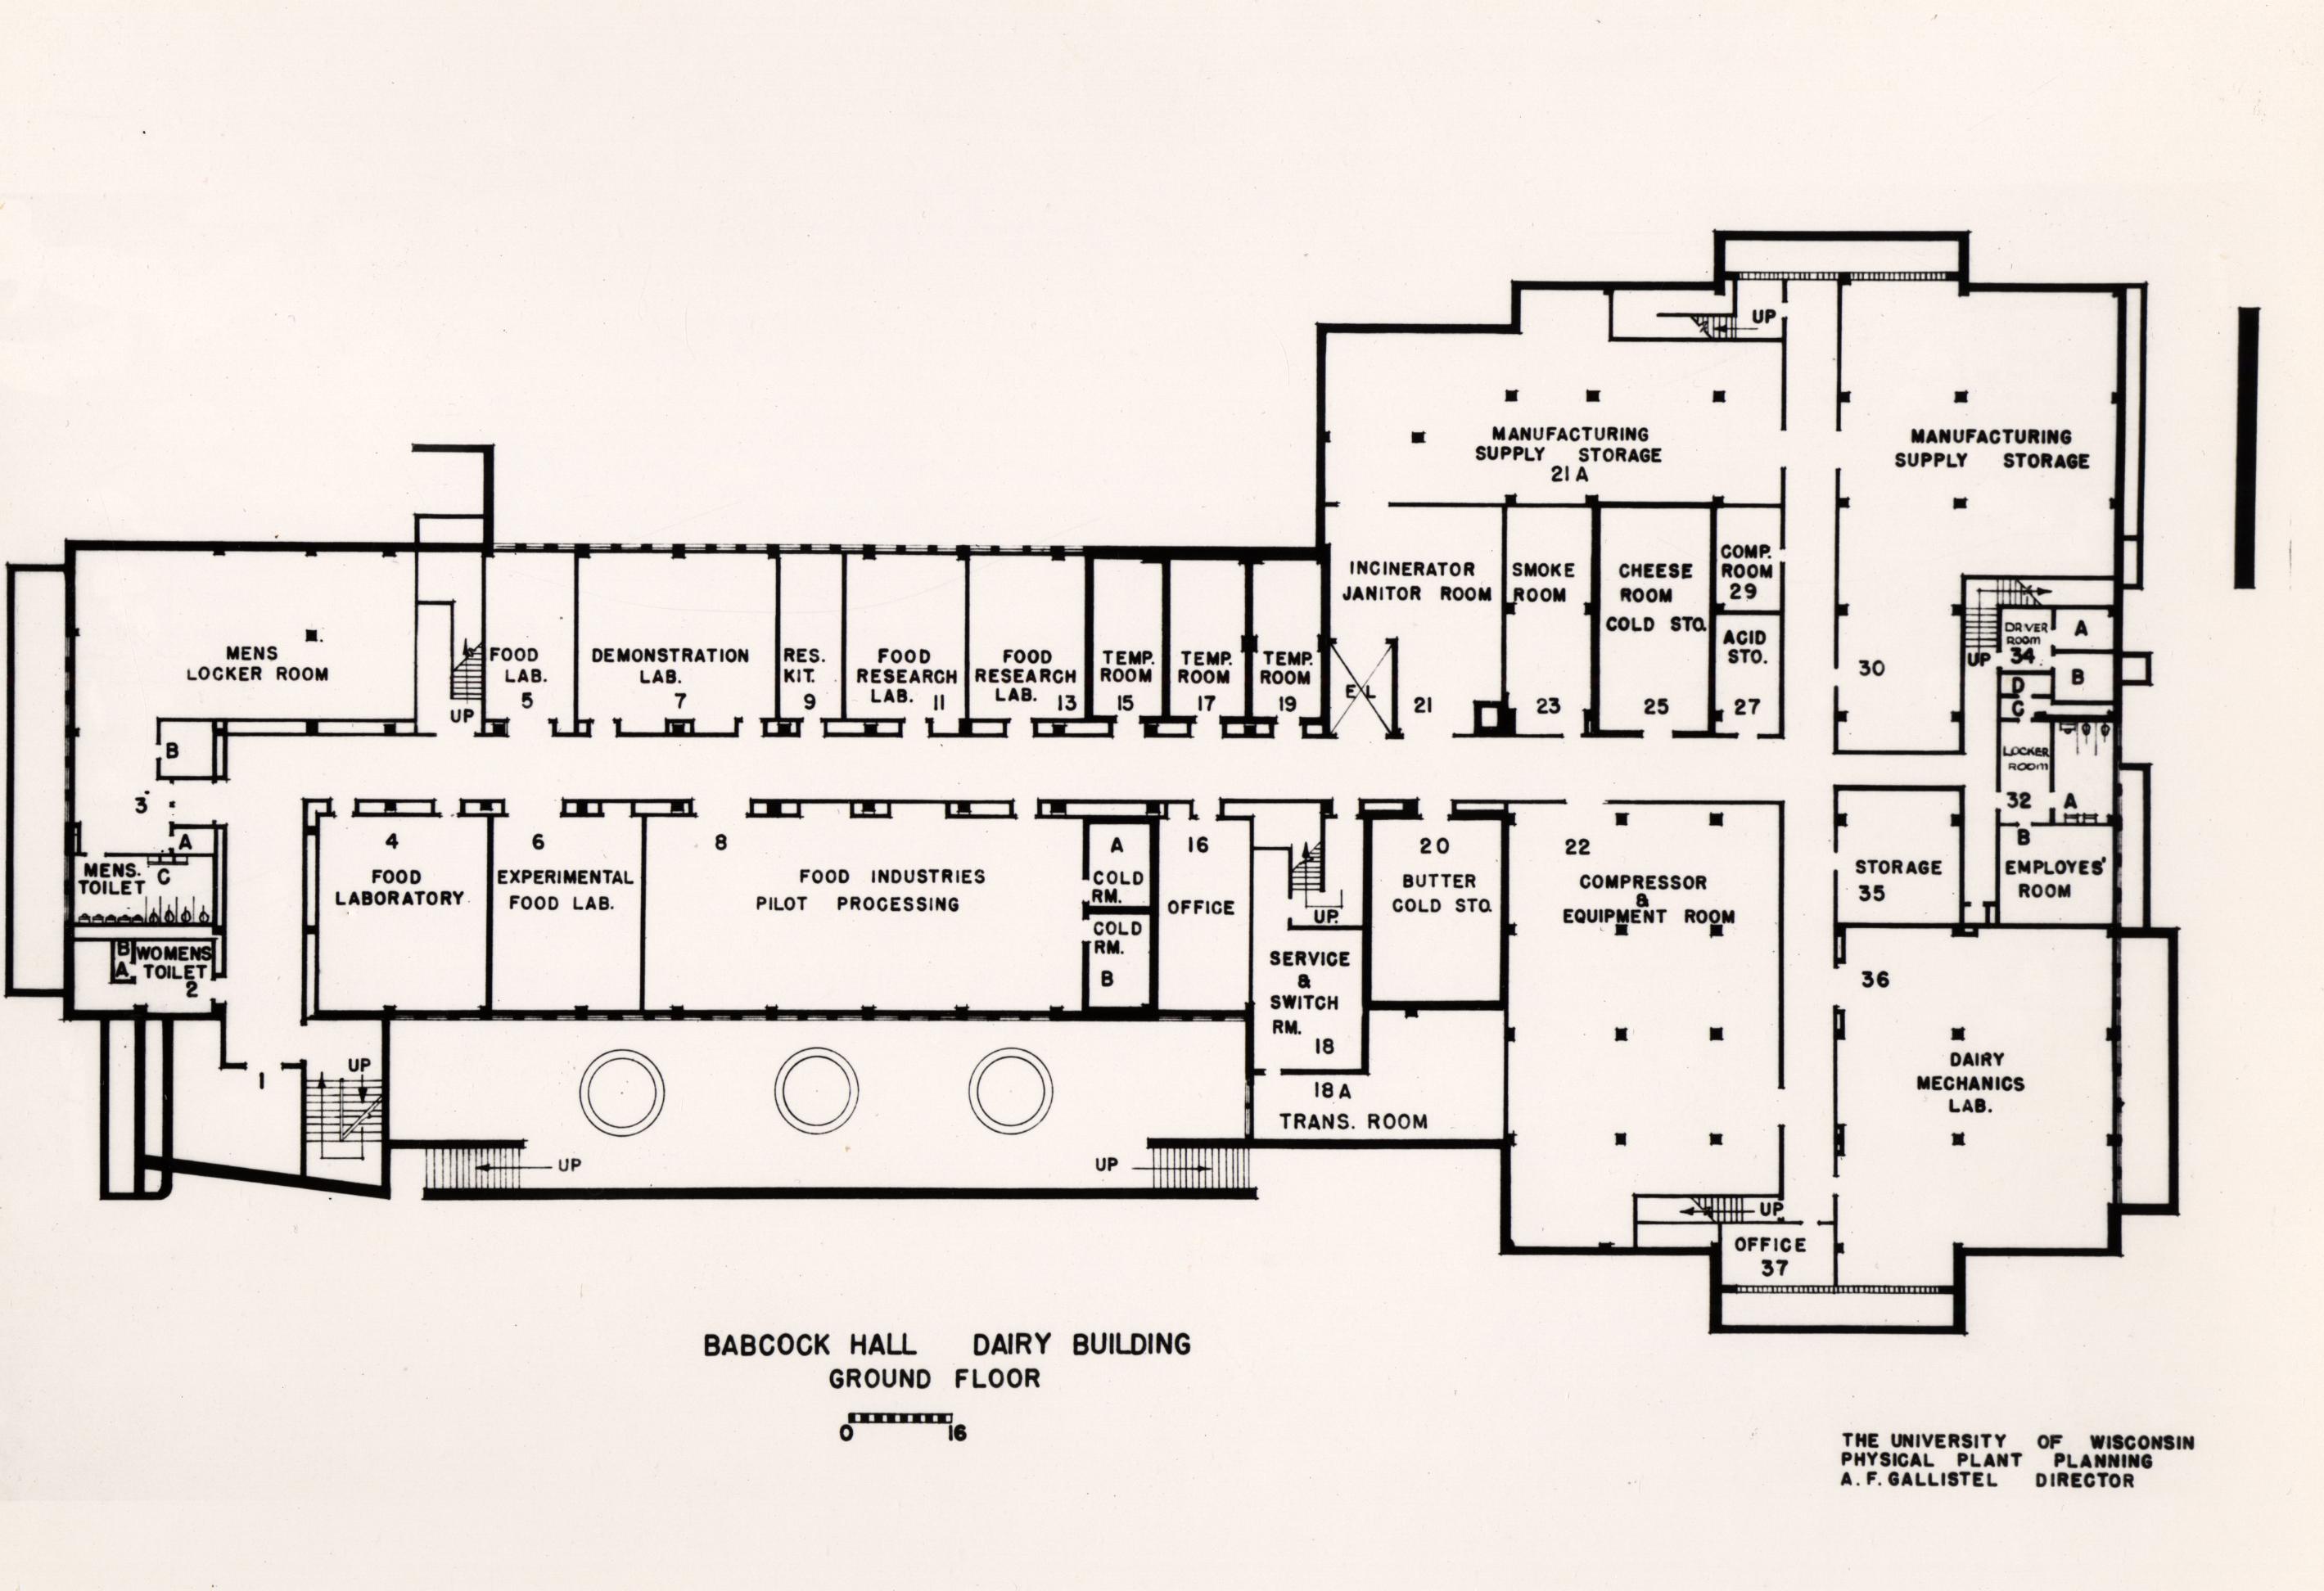 UP
MANUFACTURING
SUPPLY STORAGE
21A
MANUFACTURING
SUPPLY STORAGE
30
MENS
LOCKER ROOM
B
3
A
MENS.
TOILET C
B
A
WOMENS
TOILET
2
UP
FOOD
LAB.
5
DEMONSTRATION
LAB.
7
RES.
KIT.
9
FOOD
RESEARCH
LAB. 11
FOOD
RESEARCH
LAB. 13
TEMP.
ROOM
15
TEMP.
ROOM
17
TEMP.
ROOM
19
INCINERATOR
JANITOR ROOM
EL
21
SMOKE
ROOM
23
CHEESE
ROOM
COLD STO.
25
COMP.
ROOM
29
ACID
STO.
27
UP
DRIVER
ROOM
34
A
B
D
C
LOCKER
ROOM
32
A
B
EMPLOYES'
ROOM
4
FOOD
LABORATORY
6
EXPERIMENTAL
FOOD LAB.
8
FOOD INDUSTRIES
PILOT PROCESSING
A
COLD
RM.
COLD
RM.
B
16
OFFICE
UP.
SERVICE
&
SWITCH
RM.
18
18A
TRANS. ROOM
20
BUTTER
COLD STO.
22
COMPRESSOR
&
EQUIPMENT ROOM
STORAGE
35
36
DAIRY
MECHANICS
LAB.
1
UP
UP
UP
UP
OFFICE
37
BABCOCK HALL DAIRY BUILDING
GROUND FLOOR
0 16
THE UNIVERSITY OF WISCONSIN
PHYSICAL PLANT PLANNING
A. F. GALLISTEL DIRECTOR